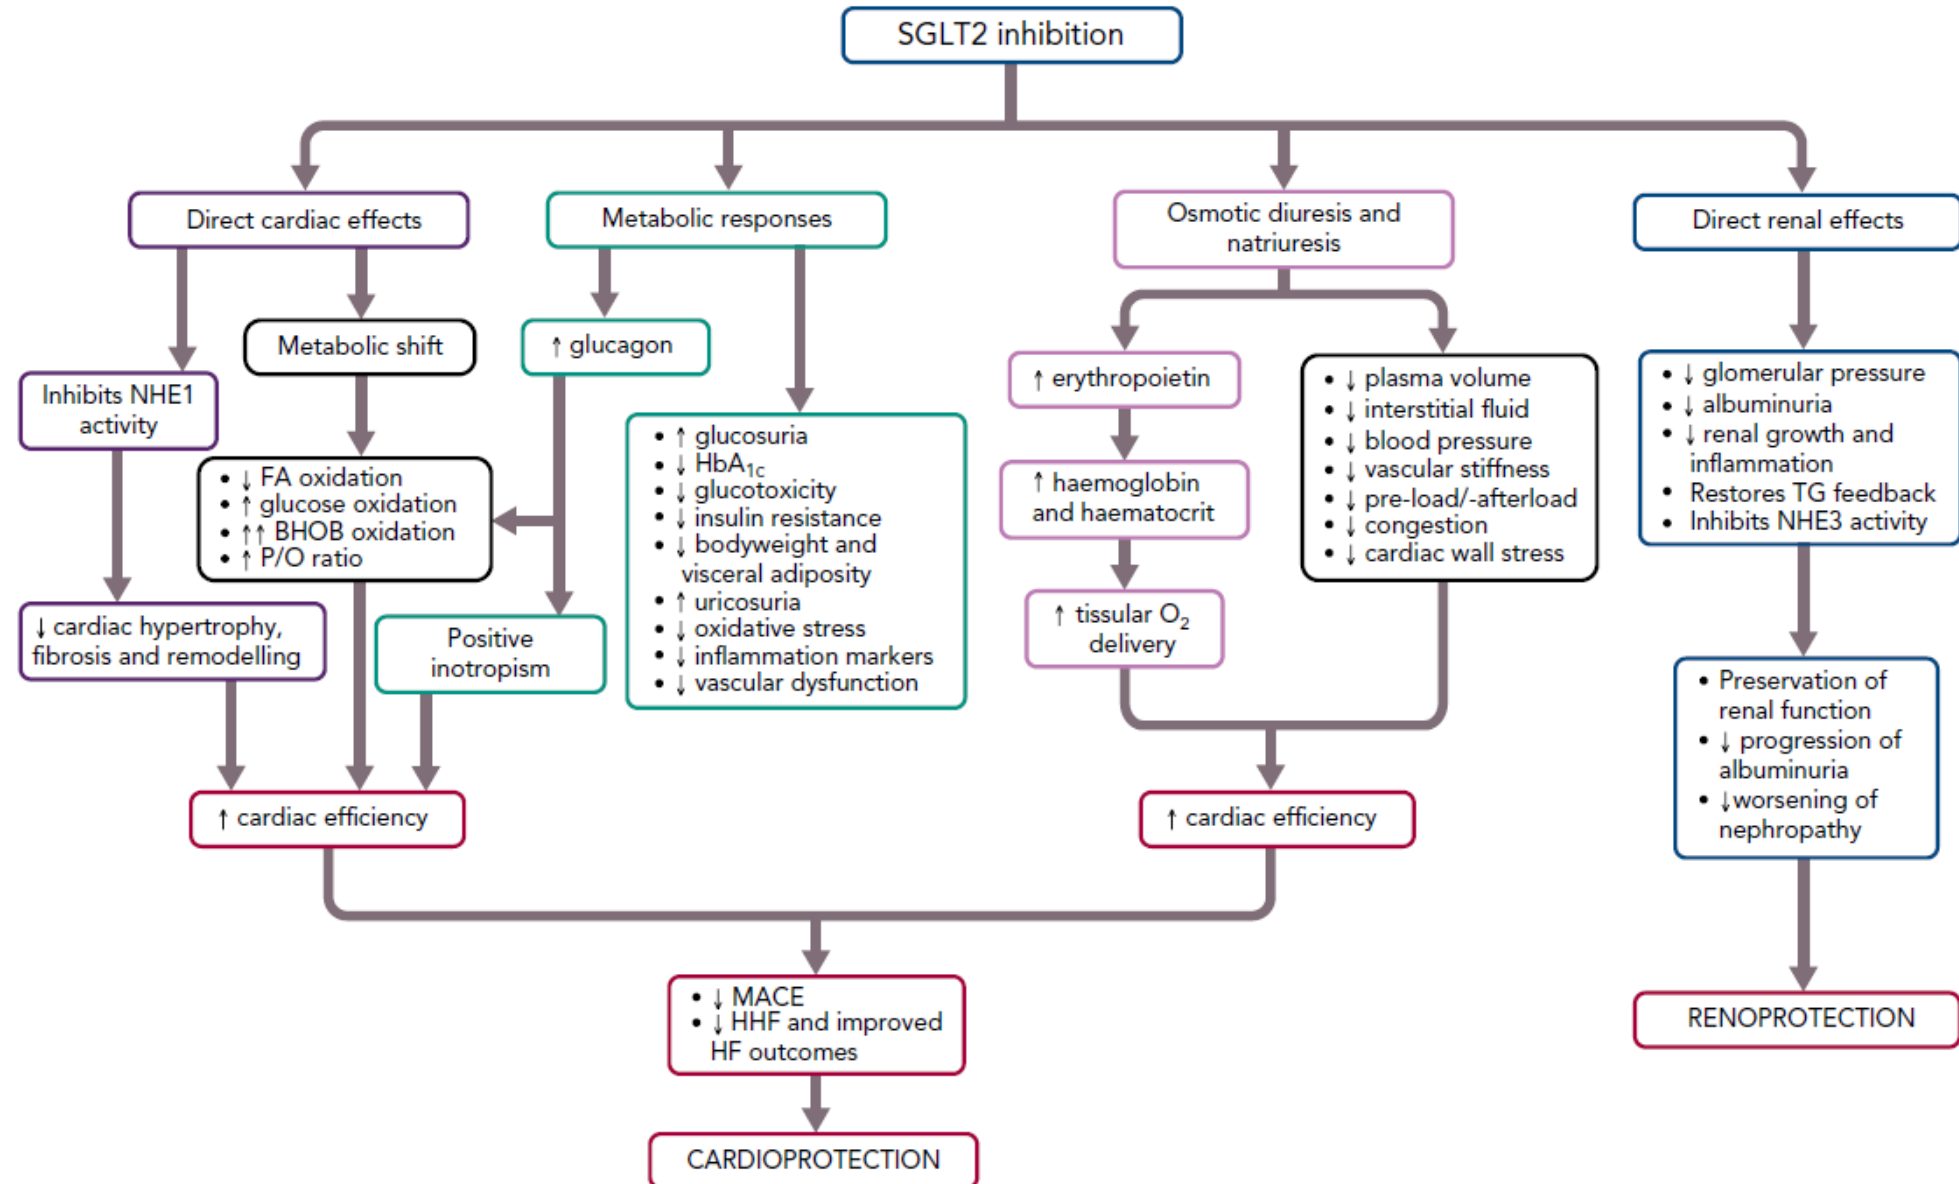 SGLT2 inhibition
Direct cardiac effects
Metabolic responses
Osmotic diuresis and
natriuresis
Direct renal effects
Inhibits NHE1
activity
Metabolic shift
↑ glucagon
• ↓ FA oxidation
• ↑ glucose oxidation
• ↑↑ BHOB oxidation
• ↑ P/O ratio
↓ cardiac hypertrophy,
fibrosis and remodelling
Positive
inotropism
• ↑ glucosuria
• ↓ HbA1c
• ↓ glucotoxicity
• ↓ insulin resistance
• ↓ bodyweight and
visceral adiposity
• ↑ uricosuria
• ↓ oxidative stress
• ↓ inflammation markers
• ↓ vascular dysfunction
↑ erythropoietin
↑ haemoglobin
and haematocrit
↑ tissular O2
delivery
• ↓ plasma volume
• ↓ interstitial fluid
• ↓ blood pressure
• ↓ vascular stiffness
• ↓ pre-load/-afterload
• ↓ congestion
• ↓ cardiac wall stress
• ↓ glomerular pressure
• ↓ albuminuria
• ↓ renal growth and
inflammation
• Restores TG feedback
• Inhibits NHE3 activity
• Preservation of
renal function
• ↓ progression of
albuminuria
• ↓worsening of
nephropathy
↑ cardiac efficiency
↑ cardiac efficiency
• ↓ MACE
• ↓ HHF and improved
HF outcomes
RENOPROTECTION
CARDIOPROTECTION